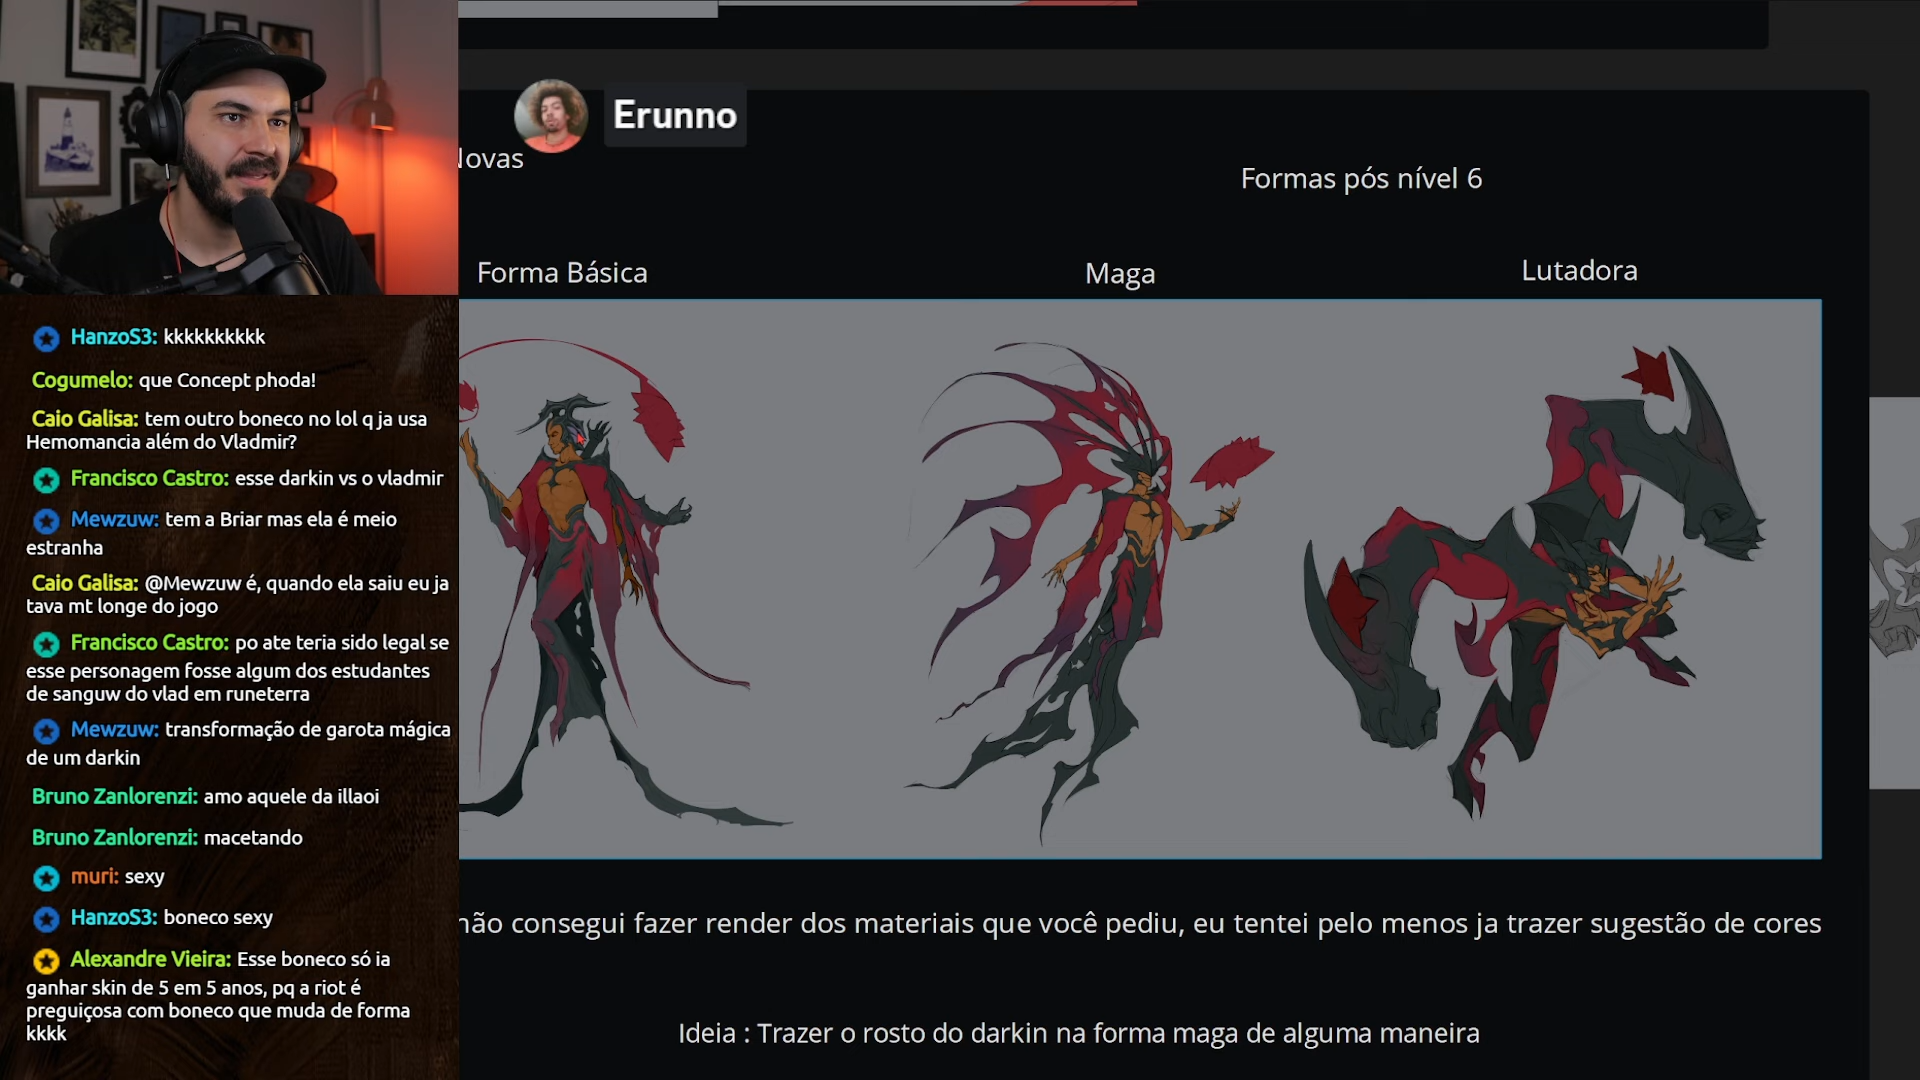 HanzoS3: kkkkkkkkkk
Cogumelo: que Concept phoda!
Caio Galisa: tem outro boneco no lol q ja usa
Hemomancia além do Vladmir?
Francisco Castro: esse darkin vs o vladmir
Mewzuw: tem a Briar mas ela é meio
estranha
Caio Galisa: @Mewzuw é, quando ela saiu eu ja
tava mt longe do jogo
Francisco Castro: po ate teria sido legal se
esse personagem fosse algum dos estudantes
de sanguw do vlad em runeterra
Mewzuw: transformação de garota mágica
de um darkin
Bruno Zanlorenzi: amo aquele da illaoi
Bruno Zanlorenzi: macetando
muri: sexy
HanzoS3: boneco sexy
Alexandre Vieira: Esse boneco só ia
ganhar skin de 5 em 5 anos, pq a riot é
preguiçosa com boneco que muda de forma
kkkk
Erunno
Novas
Formas pós nível 6
Forma Básica
Maga
Lutadora
não consegui fazer render dos materiais que você pediu, eu tentei pelo menos ja trazer sugestão de cores
Ideia : Trazer o rosto do darkin na forma maga de alguma maneira